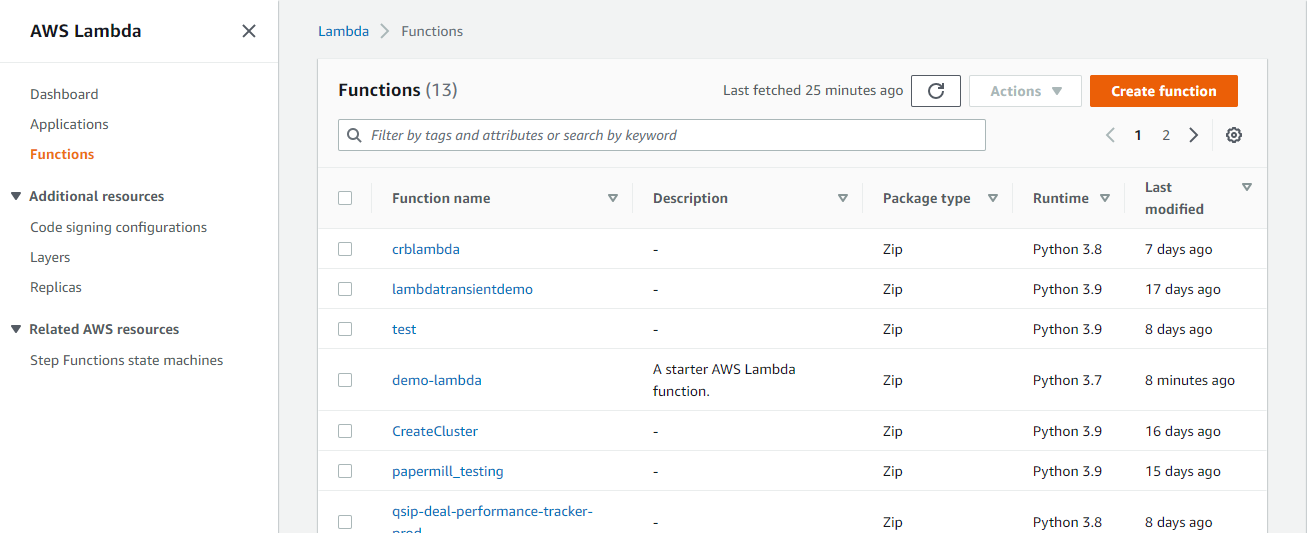 AWS Lambda
Dashboard
Applications
Functions
Additional resources
Code signing configurations
Layers
Replicas
Related AWS resources
Step Functions state machines
Lambda > Functions
Functions (13)
Last fetched 25 minutes ago
Actions
Create function
Filter by tags and attributes or search by keyword
1 2
Function name Description Package type Runtime Last
modified
crblambda - Zip Python 3.8 7 days ago
lambdatransientdemo - Zip Python 3.9 17 days ago
test - Zip Python 3.9 8 days ago
demo-lambda A starter AWS Lambda
function. Zip Python 3.7 8 minutes ago
CreateCluster - Zip Python 3.9 16 days ago
papermill_testing - Zip Python 3.9 15 days ago
qsip-deal-performance-tracker-
prod - Zip Python 3.8 8 days ago